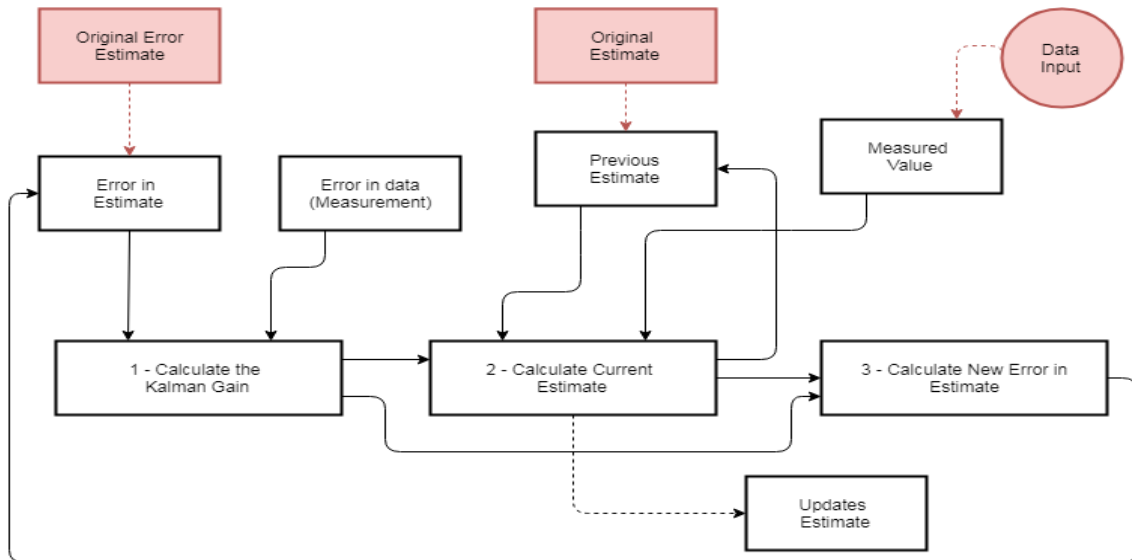 Original Error
Estimate
Original
Estimate
Data
Input
Error in
Estimate
Error in data
(Measurement)
Previous
Estimate
Measured
Value
1 - Calculate the
Kalman Gain
2 - Calculate Current
Estimate
3 - Calculate New Error in
Estimate
Updates
Estimate